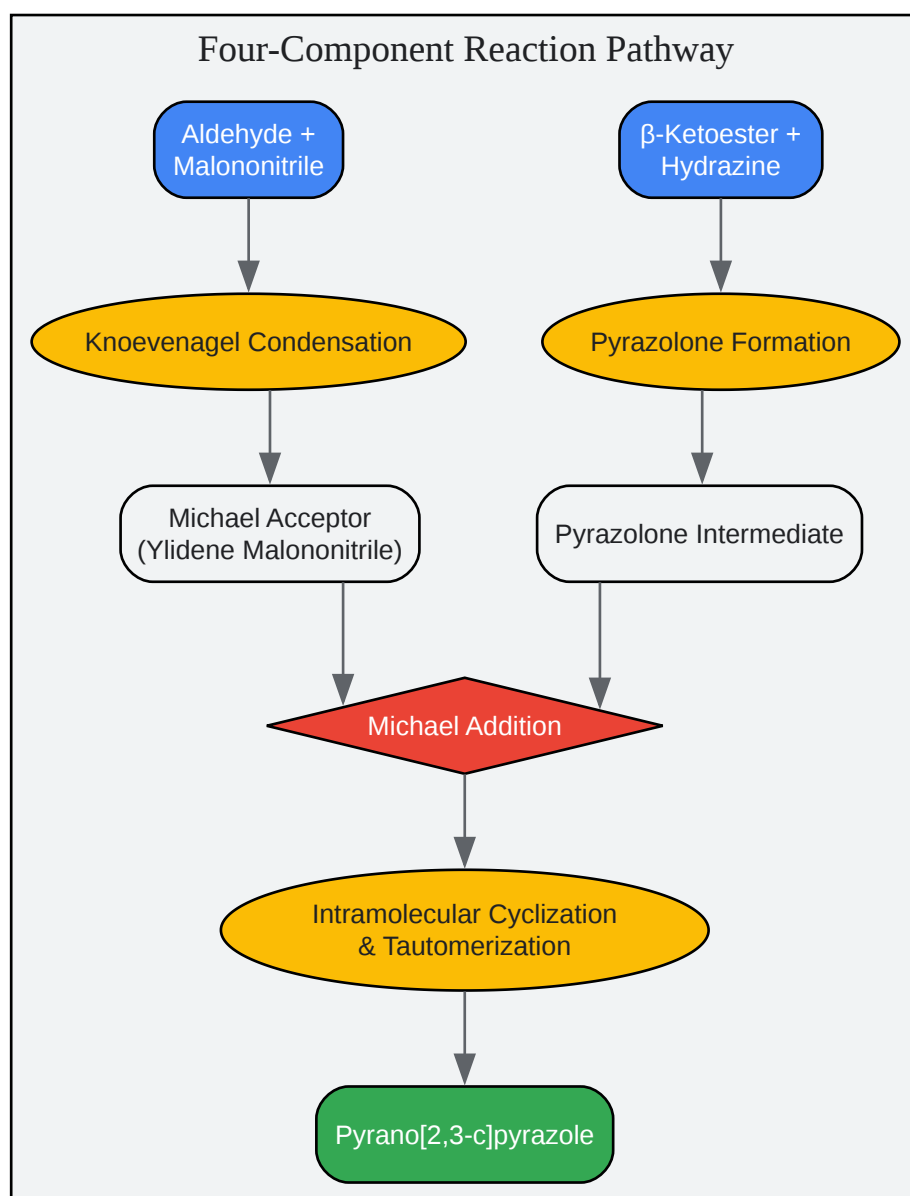 Four-Component Reaction Pathway
Aldehyde +
Malononitrile
β-Ketoester +
Hydrazine
Knoevenagel Condensation
Pyrazolone Formation
Michael Acceptor
(Ylidene Malononitrile)
Pyrazolone Intermediate
Michael Addition
Intramolecular Cyclization
& Tautomerization
Pyrano[2,3-c]pyrazole